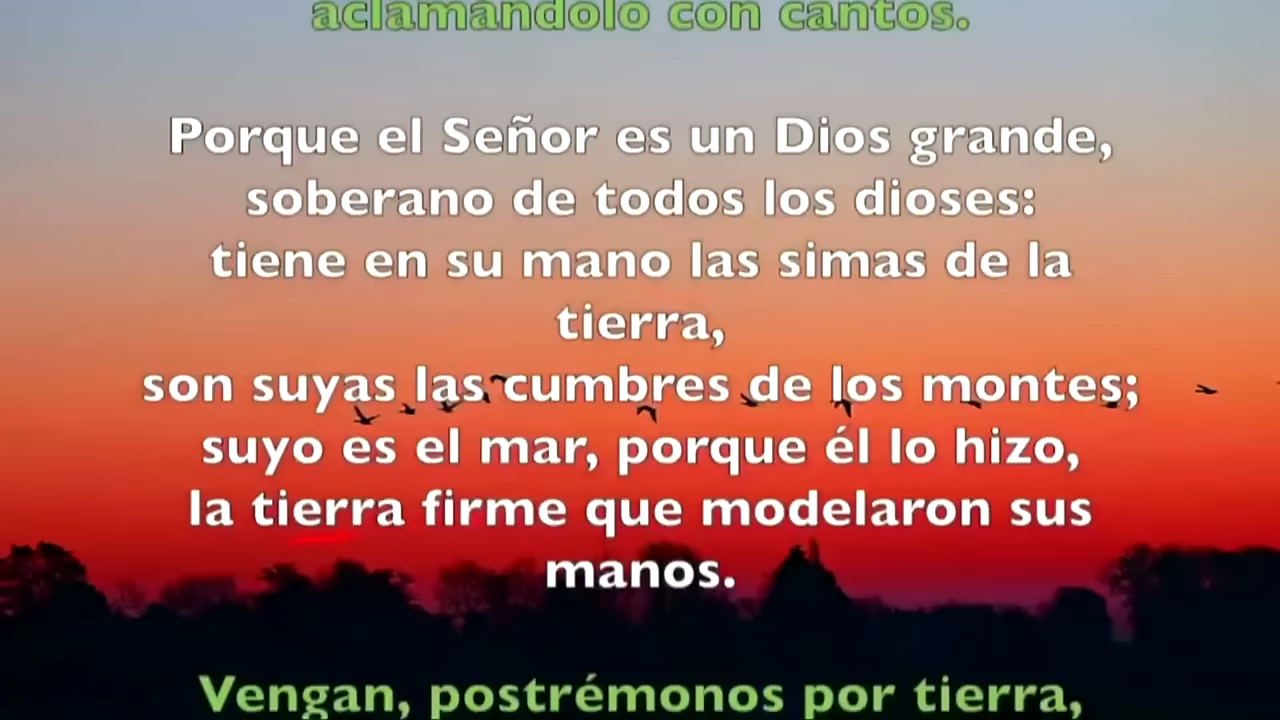 aclamándolo con cantos.
Porque el Señor es un Dios grande,
soberano de todos los dioses:
tiene en su mano las simas de la
tierra,
son suyas las cumbres de los montes;
suyo es el mar, porque él lo hizo,
la tierra firme que modelaron sus
manos.
Vengan, postrémonos por tierra,